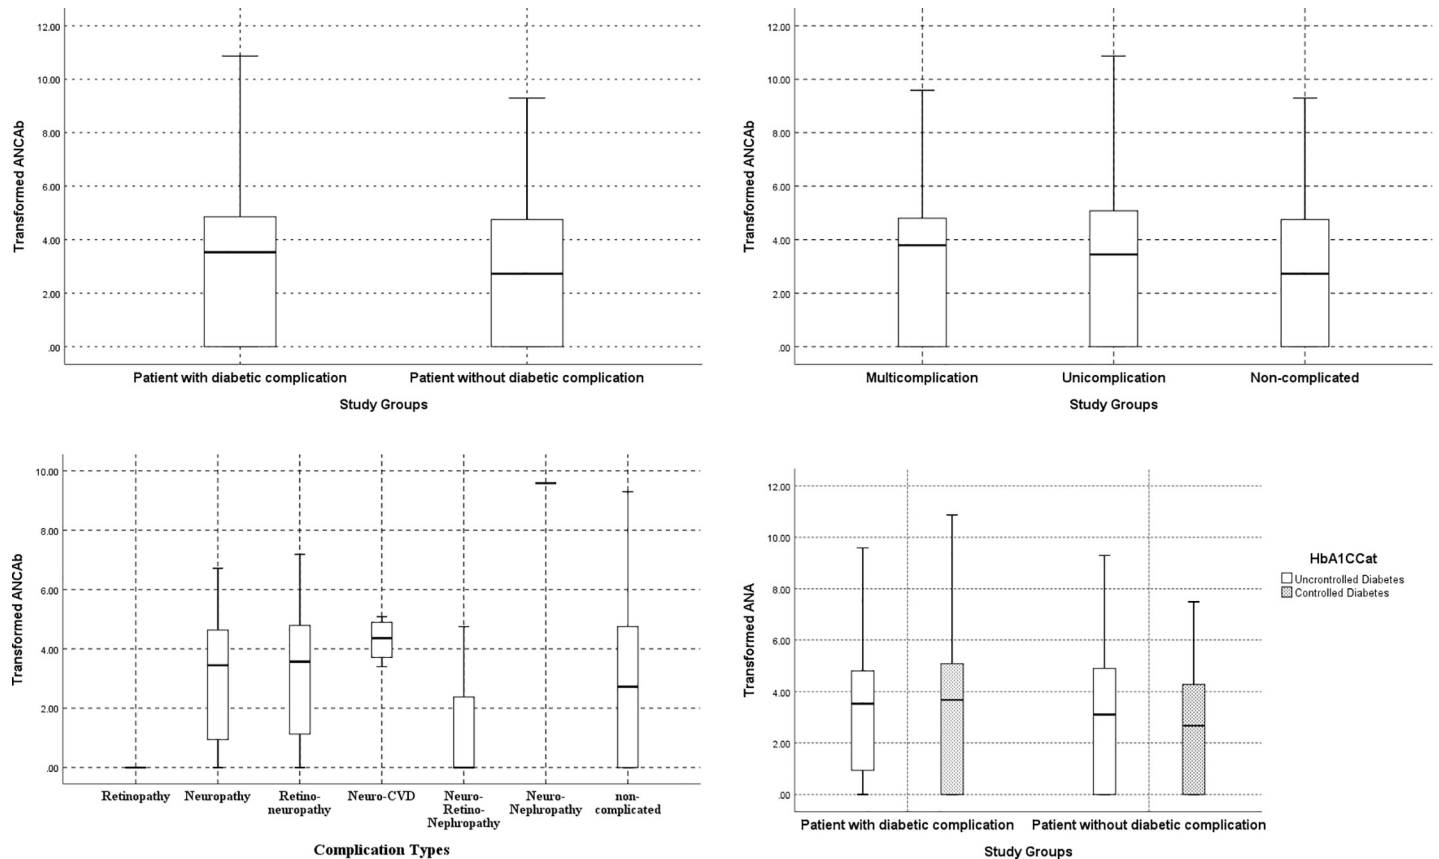 12.00
10.00
8.00
6.00
4.00
2.00
.00
Transformed ANCAb
Patient with diabetic complication
Patient without diabetic complication
Study Groups
12.00
10.00
8.00
6.00
4.00
2.00
.00
Transformed ANCAb
Multicomplication
Unicomplication
Non-complicated
Study Groups
10.00
8.00
6.00
4.00
2.00
.00
Transformed ANCAb
Retinopathy
Neuropathy
Retino-
neuropathy
Neuro-CVD
Neuro-
Retino-
Nephropathy
Neuro-
Nephropathy
non-
complicated
Complication Types
12.00
10.00
8.00
6.00
4.00
2.00
.00
Transformed ANA
Patient with diabetic complication
Patient without diabetic complication
Study Groups
HbA1CCat
Uncrontrolled Diabetes
Controlled Diabetes